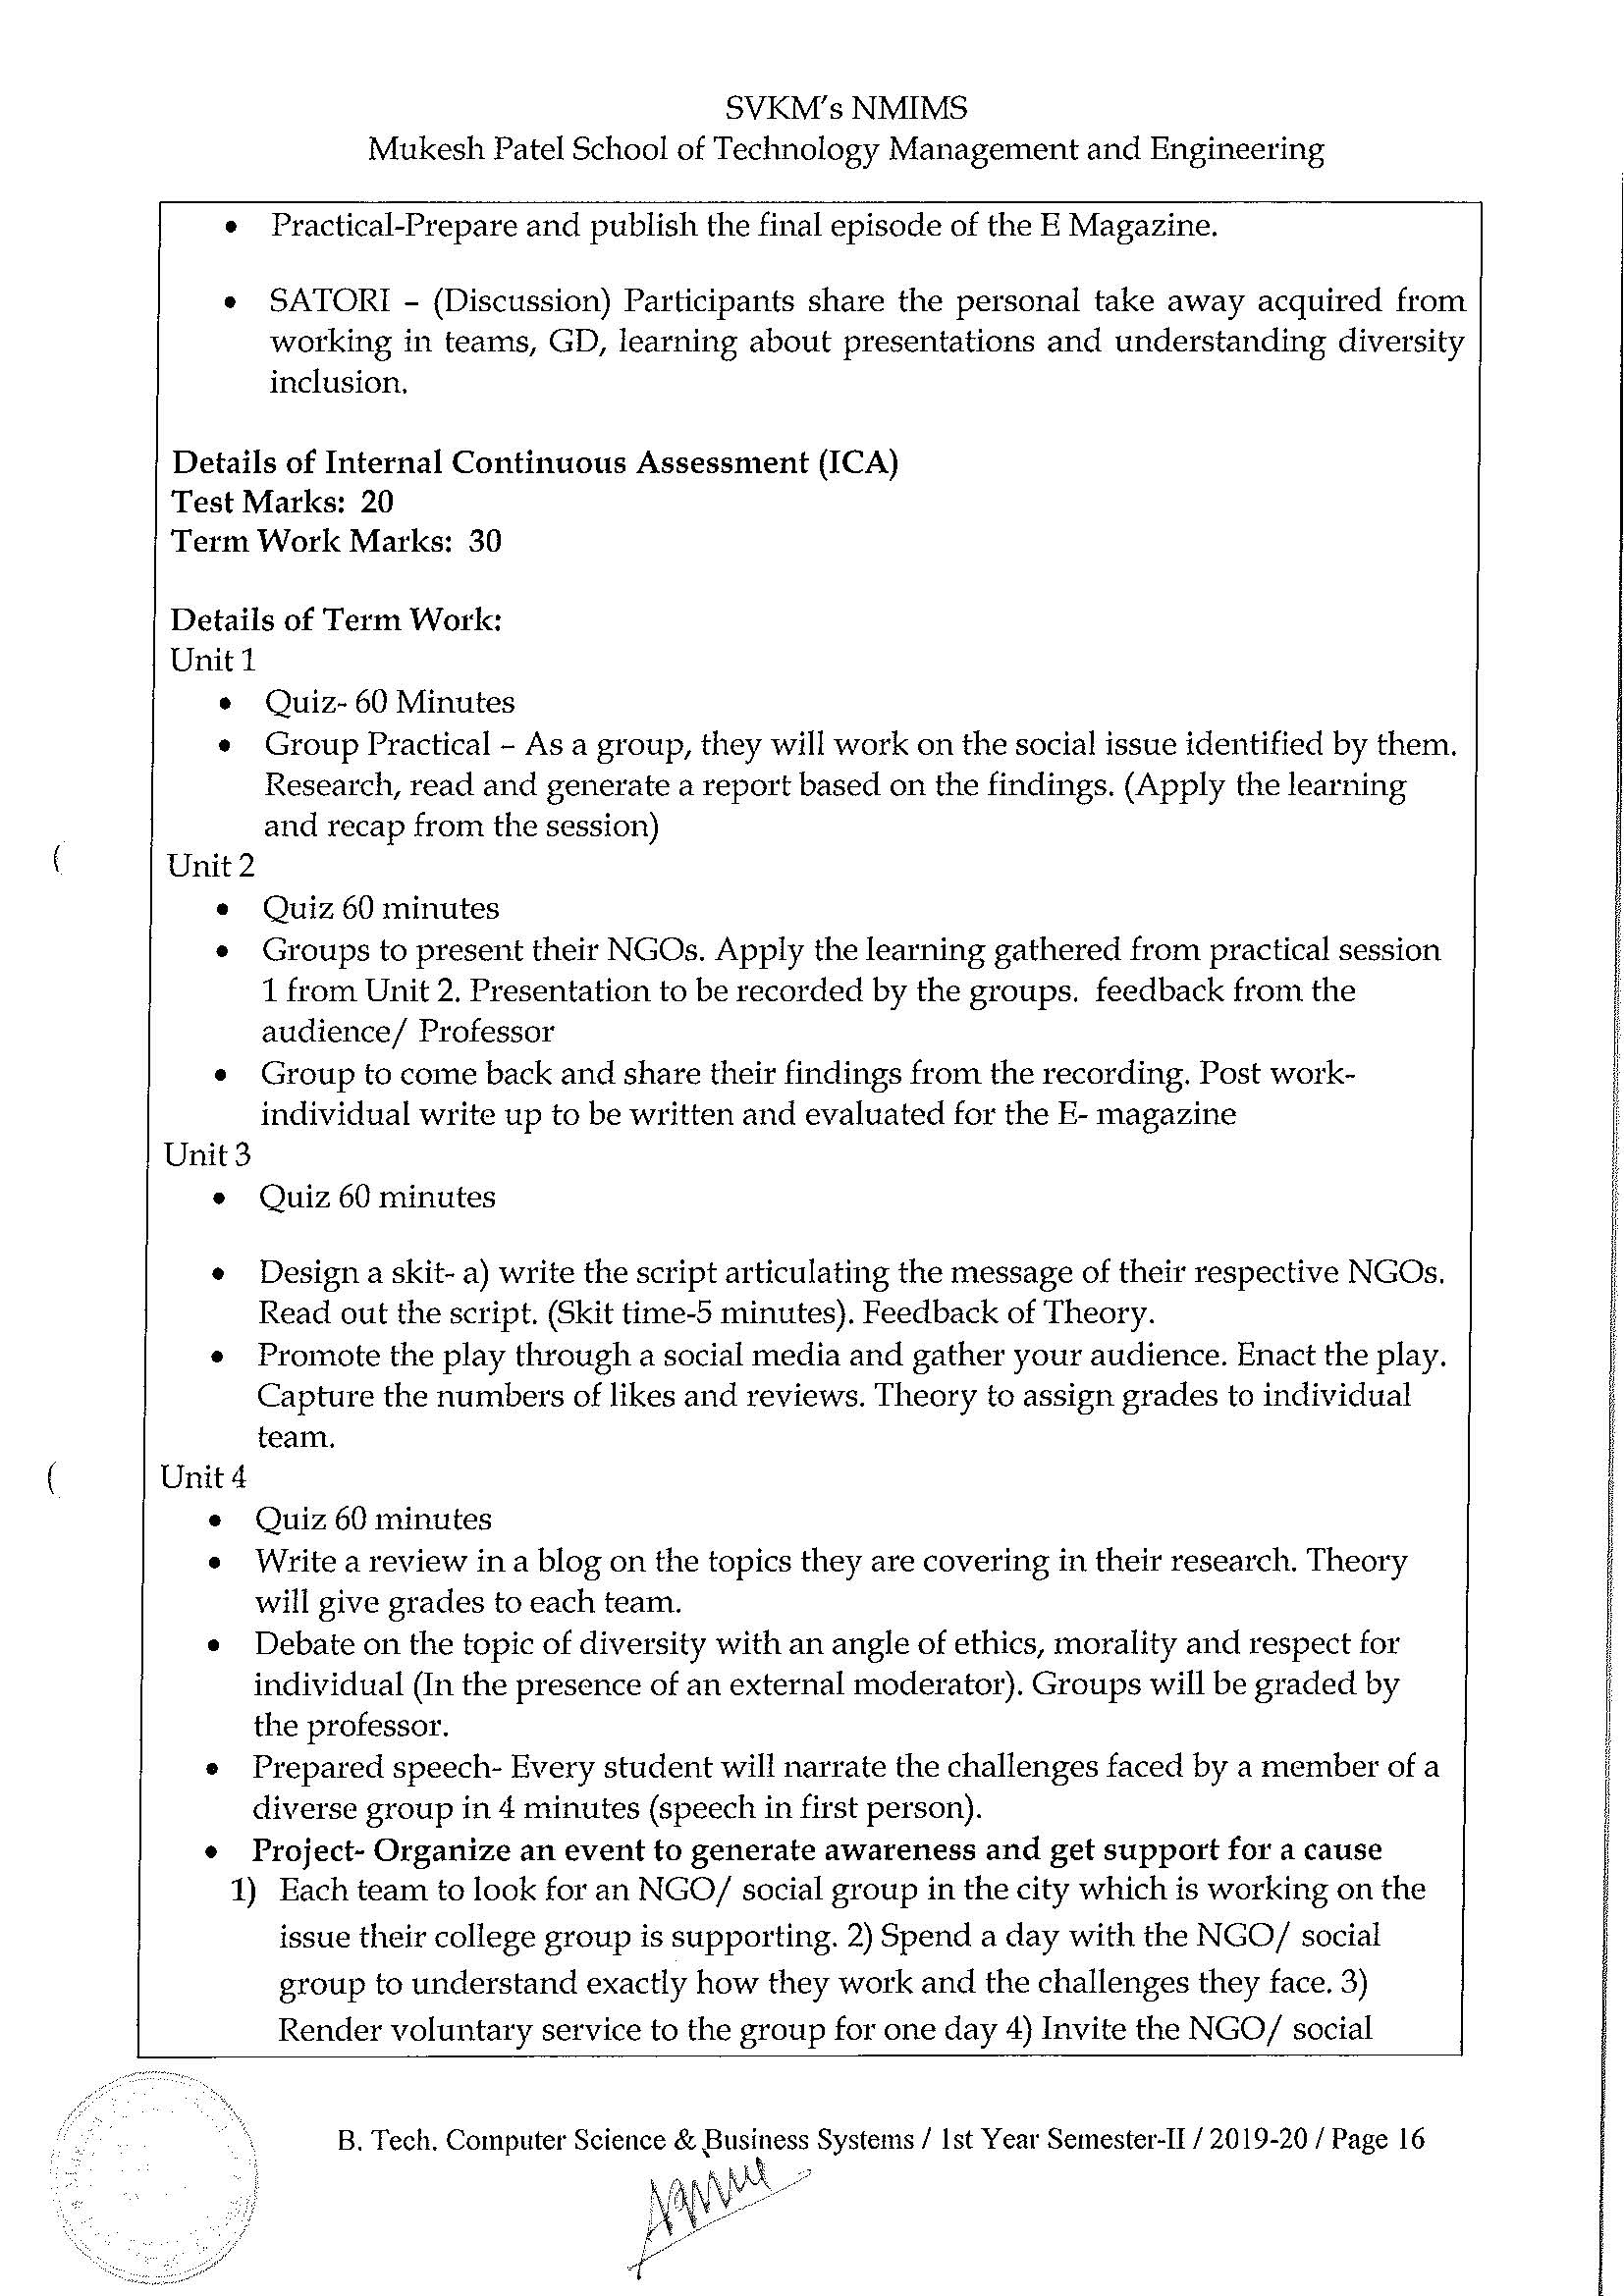 SVKM's NMIMS
Mukesh Patel School of Technology Management and Engineering
• Practical-Prepare and publish the final episode of the E Magazine.
• SATORI – (Discussion) Participants share the personal take away acquired from
working in teams, GD, learning about presentations and understanding diversity
inclusion.
Details of Internal Continuous Assessment (ICA)
Test Marks: 20
Term Work Marks: 30
Details of Term Work:
Unit 1
• Quiz- 60 Minutes
• Group Practical – As a group, they will work on the social issue identified by them.
Research, read and generate a report based on the findings. (Apply the learning
and recap from the session)
Unit 2
• Quiz 60 minutes
• Groups to present their NGOs. Apply the learning gathered from practical session
1 from Unit 2. Presentation to be recorded by the groups. feedback from the
audience/ Professor
• Group to come back and share their findings from the recording. Post work-
individual write up to be written and evaluated for the E- magazine
Unit 3
• Quiz 60 minutes
• Design a skit- a) write the script articulating the message of their respective NGOs.
Read out the script. (Skit time-5 minutes). Feedback of Theory.
• Promote the play through a social media and gather your audience. Enact the play.
Capture the numbers of likes and reviews. Theory to assign grades to individual
team.
Unit 4
• Quiz 60 minutes
• Write a review in a blog on the topics they are covering in their research. Theory
will give grades to each team.
• Debate on the topic of diversity with an angle of ethics, morality and respect for
individual (In the presence of an external moderator). Groups will be graded by
the professor.
• Prepared speech- Every student will narrate the challenges faced by a member of a
diverse group in 4 minutes (speech in first person).
• Project- Organize an event to generate awareness and get support for a cause
1) Each team to look for an NGO/ social group in the city which is working on the
issue their college group is supporting. 2) Spend a day with the NGO/ social
group to understand exactly how they work and the challenges they face. 3)
Render voluntary service to the group for one day 4) Invite the NGO/ social
B. Tech. Computer Science & Business Systems / 1st Year Semester-II / 2019-20 / Page 16